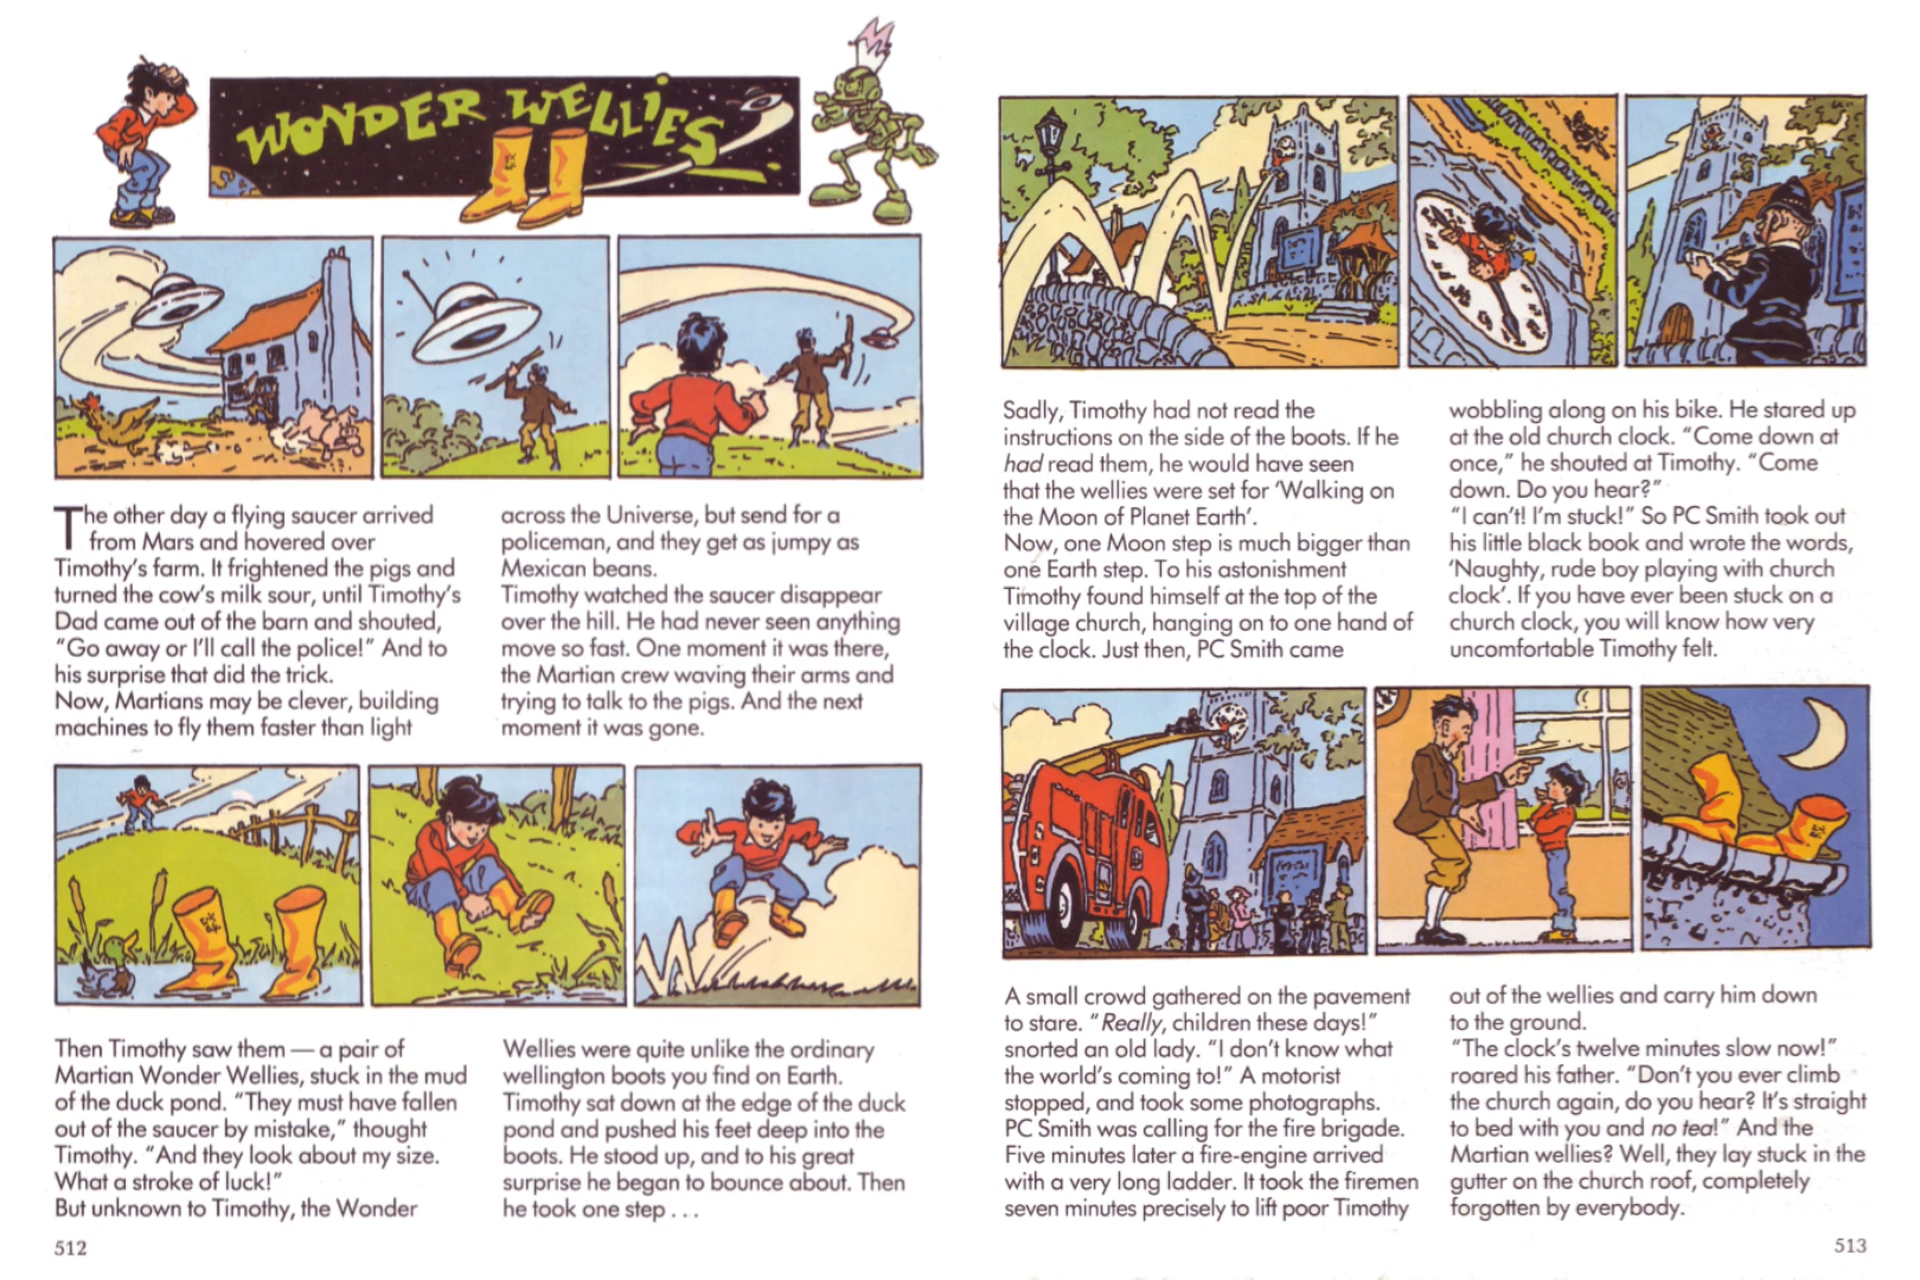 WONDER WELLIES
The other day a flying saucer arrived
from Mars and hovered over
Timothy's farm. It frightened the pigs and
turned the cow's milk sour, until Timothy's
Dad came out of the barn and shouted,
“Go away or I'll call the police!” And to
his surprise that did the trick.
Now, Martians may be clever, building
machines to fly them faster than light
across the Universe, but send for a
policeman, and they get as jumpy as
Mexican beans.
Timothy watched the saucer disappear
over the hill. He had never seen anything
move so fast. One moment it was there,
the Martian crew waving their arms and
trying to talk to the pigs. And the next
moment it was gone.
Then Timothy saw them — a pair of
Martian Wonder Wellies, stuck in the mud
of the duck pond. “They must have fallen
out of the saucer by mistake,” thought
Timothy. “And they look about my size.
What a stroke of luck!”
But unknown to Timothy, the Wonder
Wellies were quite unlike the ordinary
wellington boots you find on Earth.
Timothy sat down at the edge of the duck
pond and pushed his feet deep into the
boots. He stood up, and to his great
surprise he began to bounce about. Then
he took one step . . .
512
Sadly, Timothy had not read the
instructions on the side of the boots. If he
had read them, he would have seen
that the wellies were set for ‘Walking on
the Moon of Planet Earth’.
Now, one Moon step is much bigger than
one Earth step. To his astonishment
Timothy found himself at the top of the
village church, hanging on to one hand of
the clock. Just then, PC Smith came
wobbling along on his bike. He stared up
at the old church clock. “Come down at
once,” he shouted at Timothy. “Come
down. Do you hear?”
“I can't! I'm stuck!” So PC Smith took out
his little black book and wrote the words,
‘Naughty, rude boy playing with church
clock’. If you have ever been stuck on a
church clock, you will know how very
uncomfortable Timothy felt.
A small crowd gathered on the pavement
to stare. “Really, children these days!”
snorted an old lady. “I don't know what
the world's coming to!” A motorist
stopped, and took some photographs.
PC Smith was calling for the fire brigade.
Five minutes later a fire-engine arrived
with a very long ladder. It took the firemen
seven minutes precisely to lift poor Timothy
out of the wellies and carry him down
to the ground.
“The clock's twelve minutes slow now!”
roared his father. “Don't you ever climb
the church again, do you hear? It's straight
to bed with you and no tea!” And the
Martian wellies? Well, they lay stuck in the
gutter on the church roof, completely
forgotten by everybody.
513